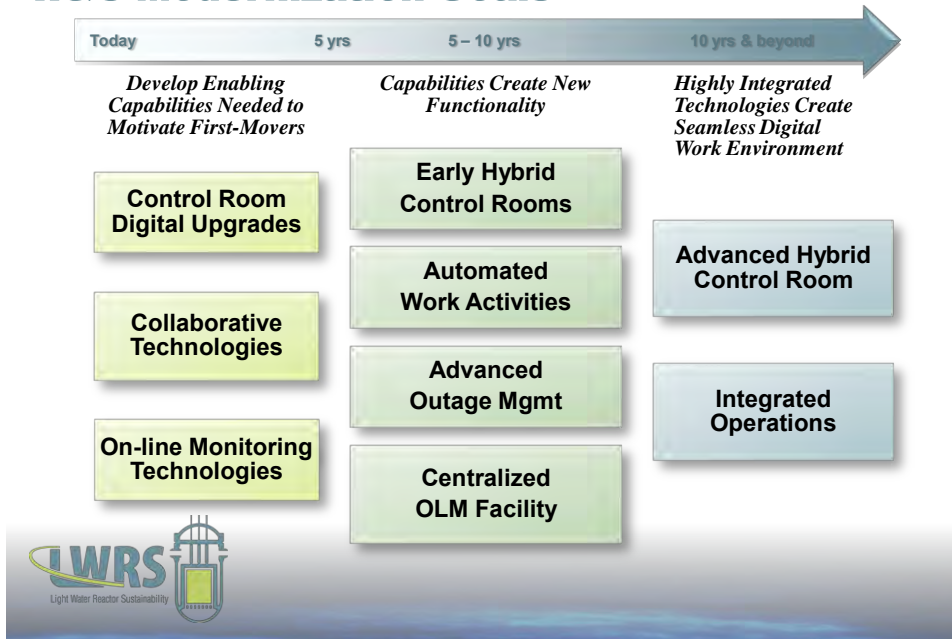 Today 5 yrs 5 – 10 yrs 10 yrs & beyond
Develop Enabling
Capabilities Needed to
Motivate First-Movers
Capabilities Create New
Functionality
Highly Integrated
Technologies Create
Seamless Digital
Work Environment
Control Room
Digital Upgrades
Collaborative
Technologies
On-line Monitoring
Technologies
Early Hybrid
Control Rooms
Automated
Work Activities
Advanced
Outage Mgmt
Centralized
OLM Facility
Advanced Hybrid
Control Room
Integrated
Operations
LWRS
Light Water Reactor Sustainability